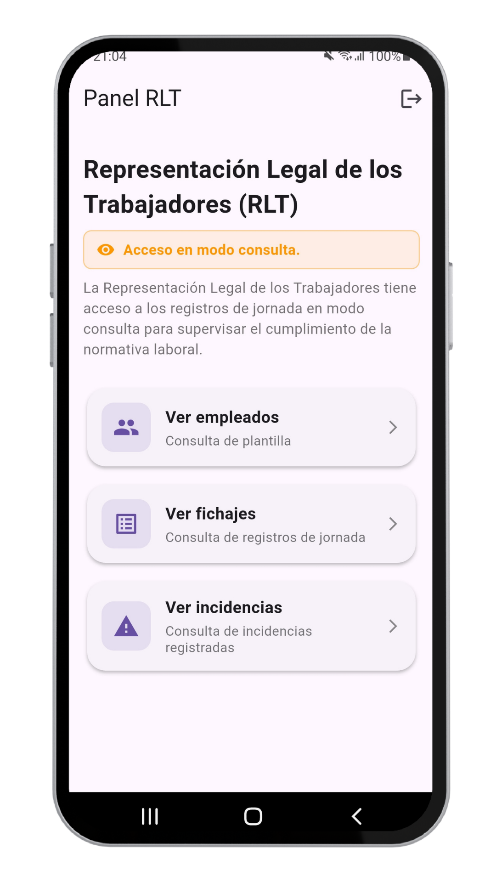 21:04
100%
Panel RLT
Representación Legal de los
Trabajadores (RLT)
Acceso en modo consulta.
La Representación Legal de los Trabajadores tiene
acceso a los registros de jornada en modo
consulta para supervisar el cumplimiento de la
normativa laboral.
Ver empleados
Consulta de plantilla
Ver fichajes
Consulta de registros de jornada
Ver incidencias
Consulta de incidencias
registradas